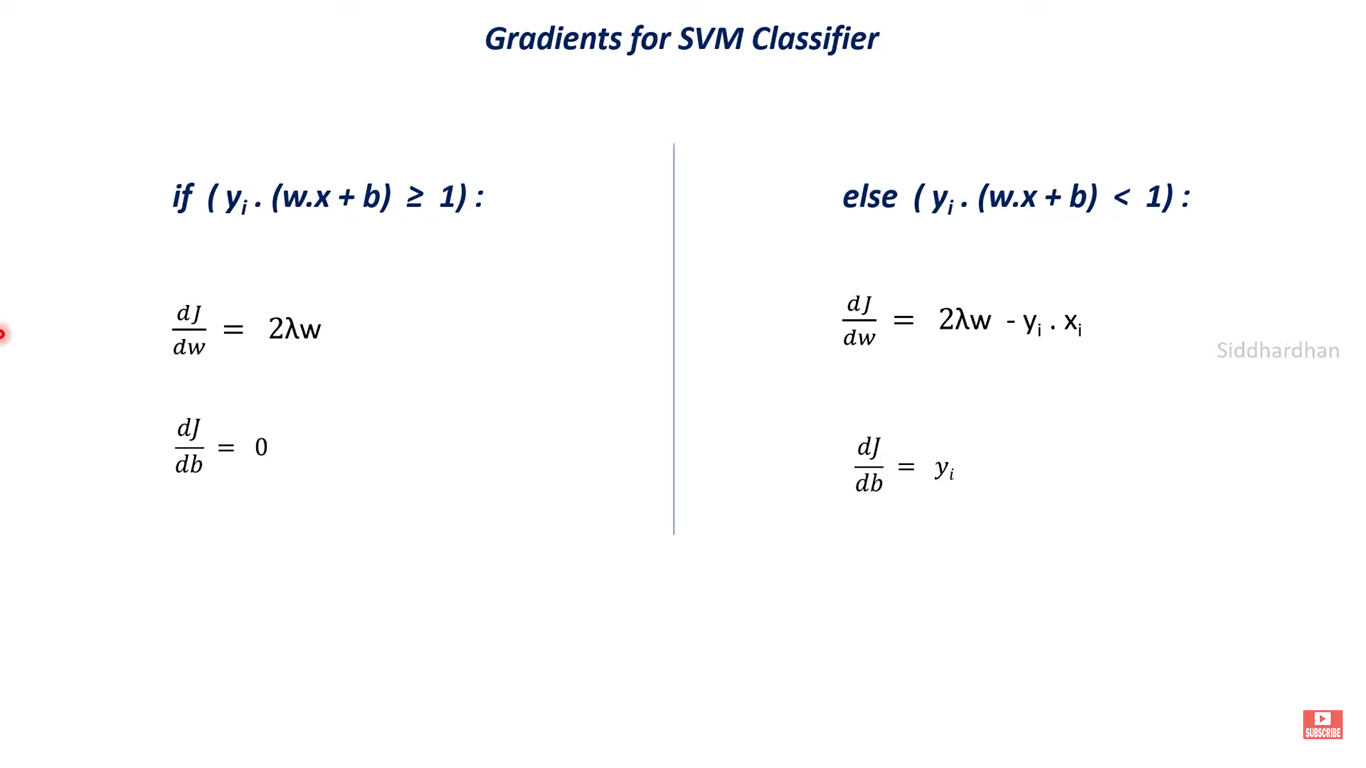 Gradients for SVM Classifier
if ( yᵢ . (w.x + b) ≥ 1) :
dJ/dw = 2λw
dJ/db = 0
else ( yᵢ . (w.x + b) < 1) :
dJ/dw = 2λw - yᵢ . xᵢ
dJ/db = yᵢ
Siddhardhan
SUBSCRIBE